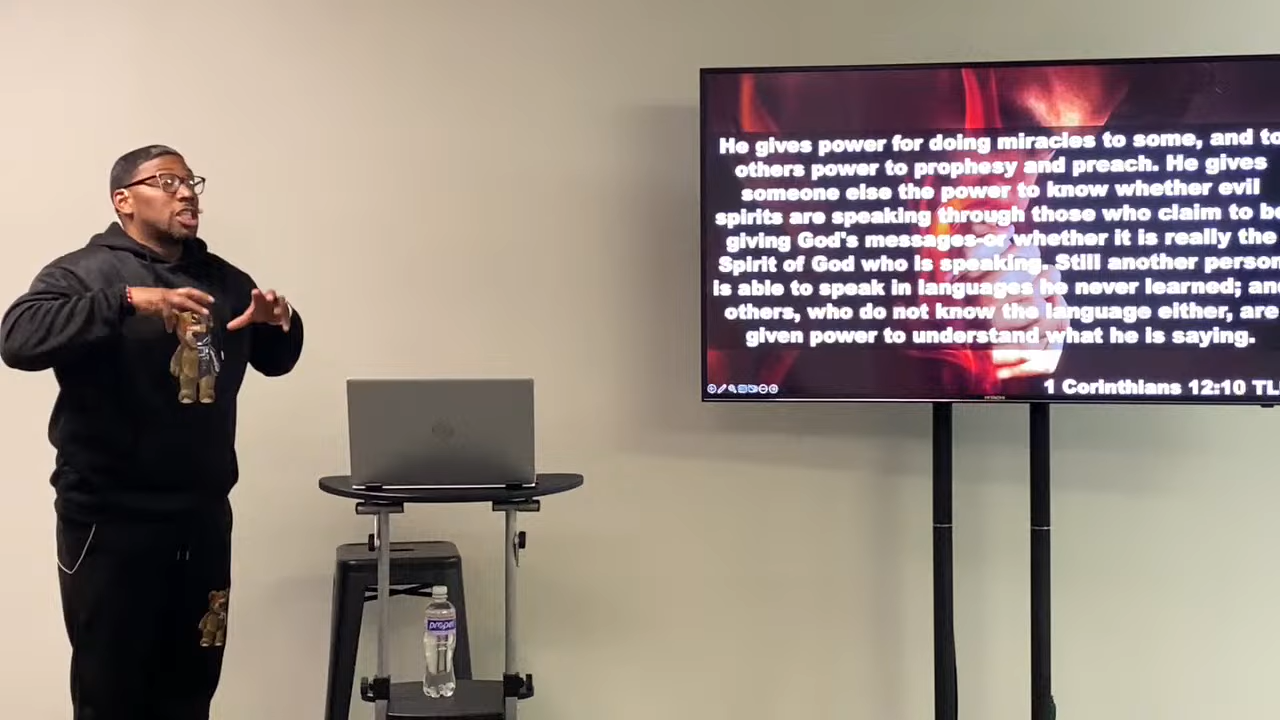 He gives power for doing miracles to some, and to
others power to prophesy and preach. He gives
someone else the power to know whether evil
spirits are speaking through those who claim to be
giving God's messages-or whether it is really the
Spirit of God who is speaking. Still another person
is able to speak in languages he never learned; and
others, who do not know the language either, are
given power to understand what he is saying.
1 Corinthians 12:10 TL
HITACHI
propel